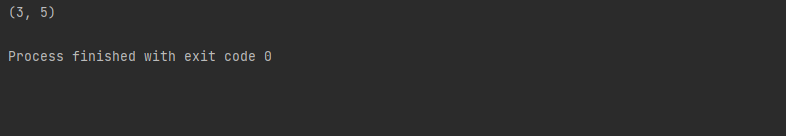 (3, 5)
Process finished with exit code 0